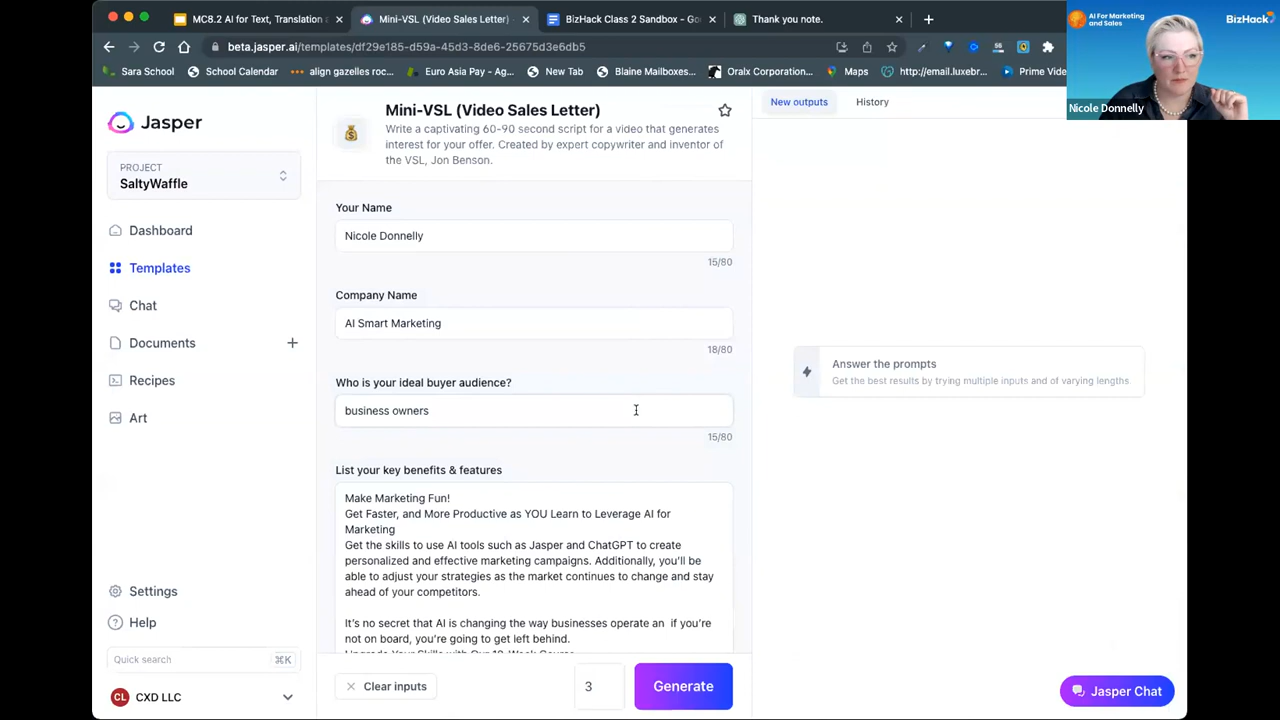 MC8.2 AI for Text, Translation a
Mini-VSL (Video Sales Letter)
BizHack Class 2 Sandbox - Go
Thank you note.
beta.jasper.ai/templates/df29e185-d59a-45d3-8de6-25675d3e6db5
Sara School
School Calendar
align gazelles roc...
Euro Asia Pay - Ag...
New Tab
Blaine Mailboxes...
Oralx Corporation...
Maps
http://email.luxebr...
Prime Video
AI For Marketing
and Sales
BizHack
Nicole Donnelly
Jasper
PROJECT
SaltyWaffle
Dashboard
Templates
Chat
Documents
Recipes
Art
Settings
Help
Quick search
⌘K
CL
CXD LLC
Mini-VSL (Video Sales Letter)
Write a captivating 60-90 second script for a video that generates
interest for your offer. Created by expert copywriter and inventor of
the VSL, Jon Benson.
Your Name
Nicole Donnelly
15/80
Company Name
AI Smart Marketing
18/80
Who is your ideal buyer audience?
business owners
15/80
List your key benefits & features
Make Marketing Fun!
Get Faster, and More Productive as YOU Learn to Leverage AI for
Marketing
Get the skills to use AI tools such as Jasper and ChatGPT to create
personalized and effective marketing campaigns. Additionally, you'll be
able to adjust your strategies as the market continues to change and stay
ahead of your competitors.
It's no secret that AI is changing the way businesses operate an  if you're
not on board, you're going to get left behind.
Clear inputs
3
Generate
New outputs
History
Answer the prompts
Get the best results by trying multiple inputs and of varying lengths.
Jasper Chat